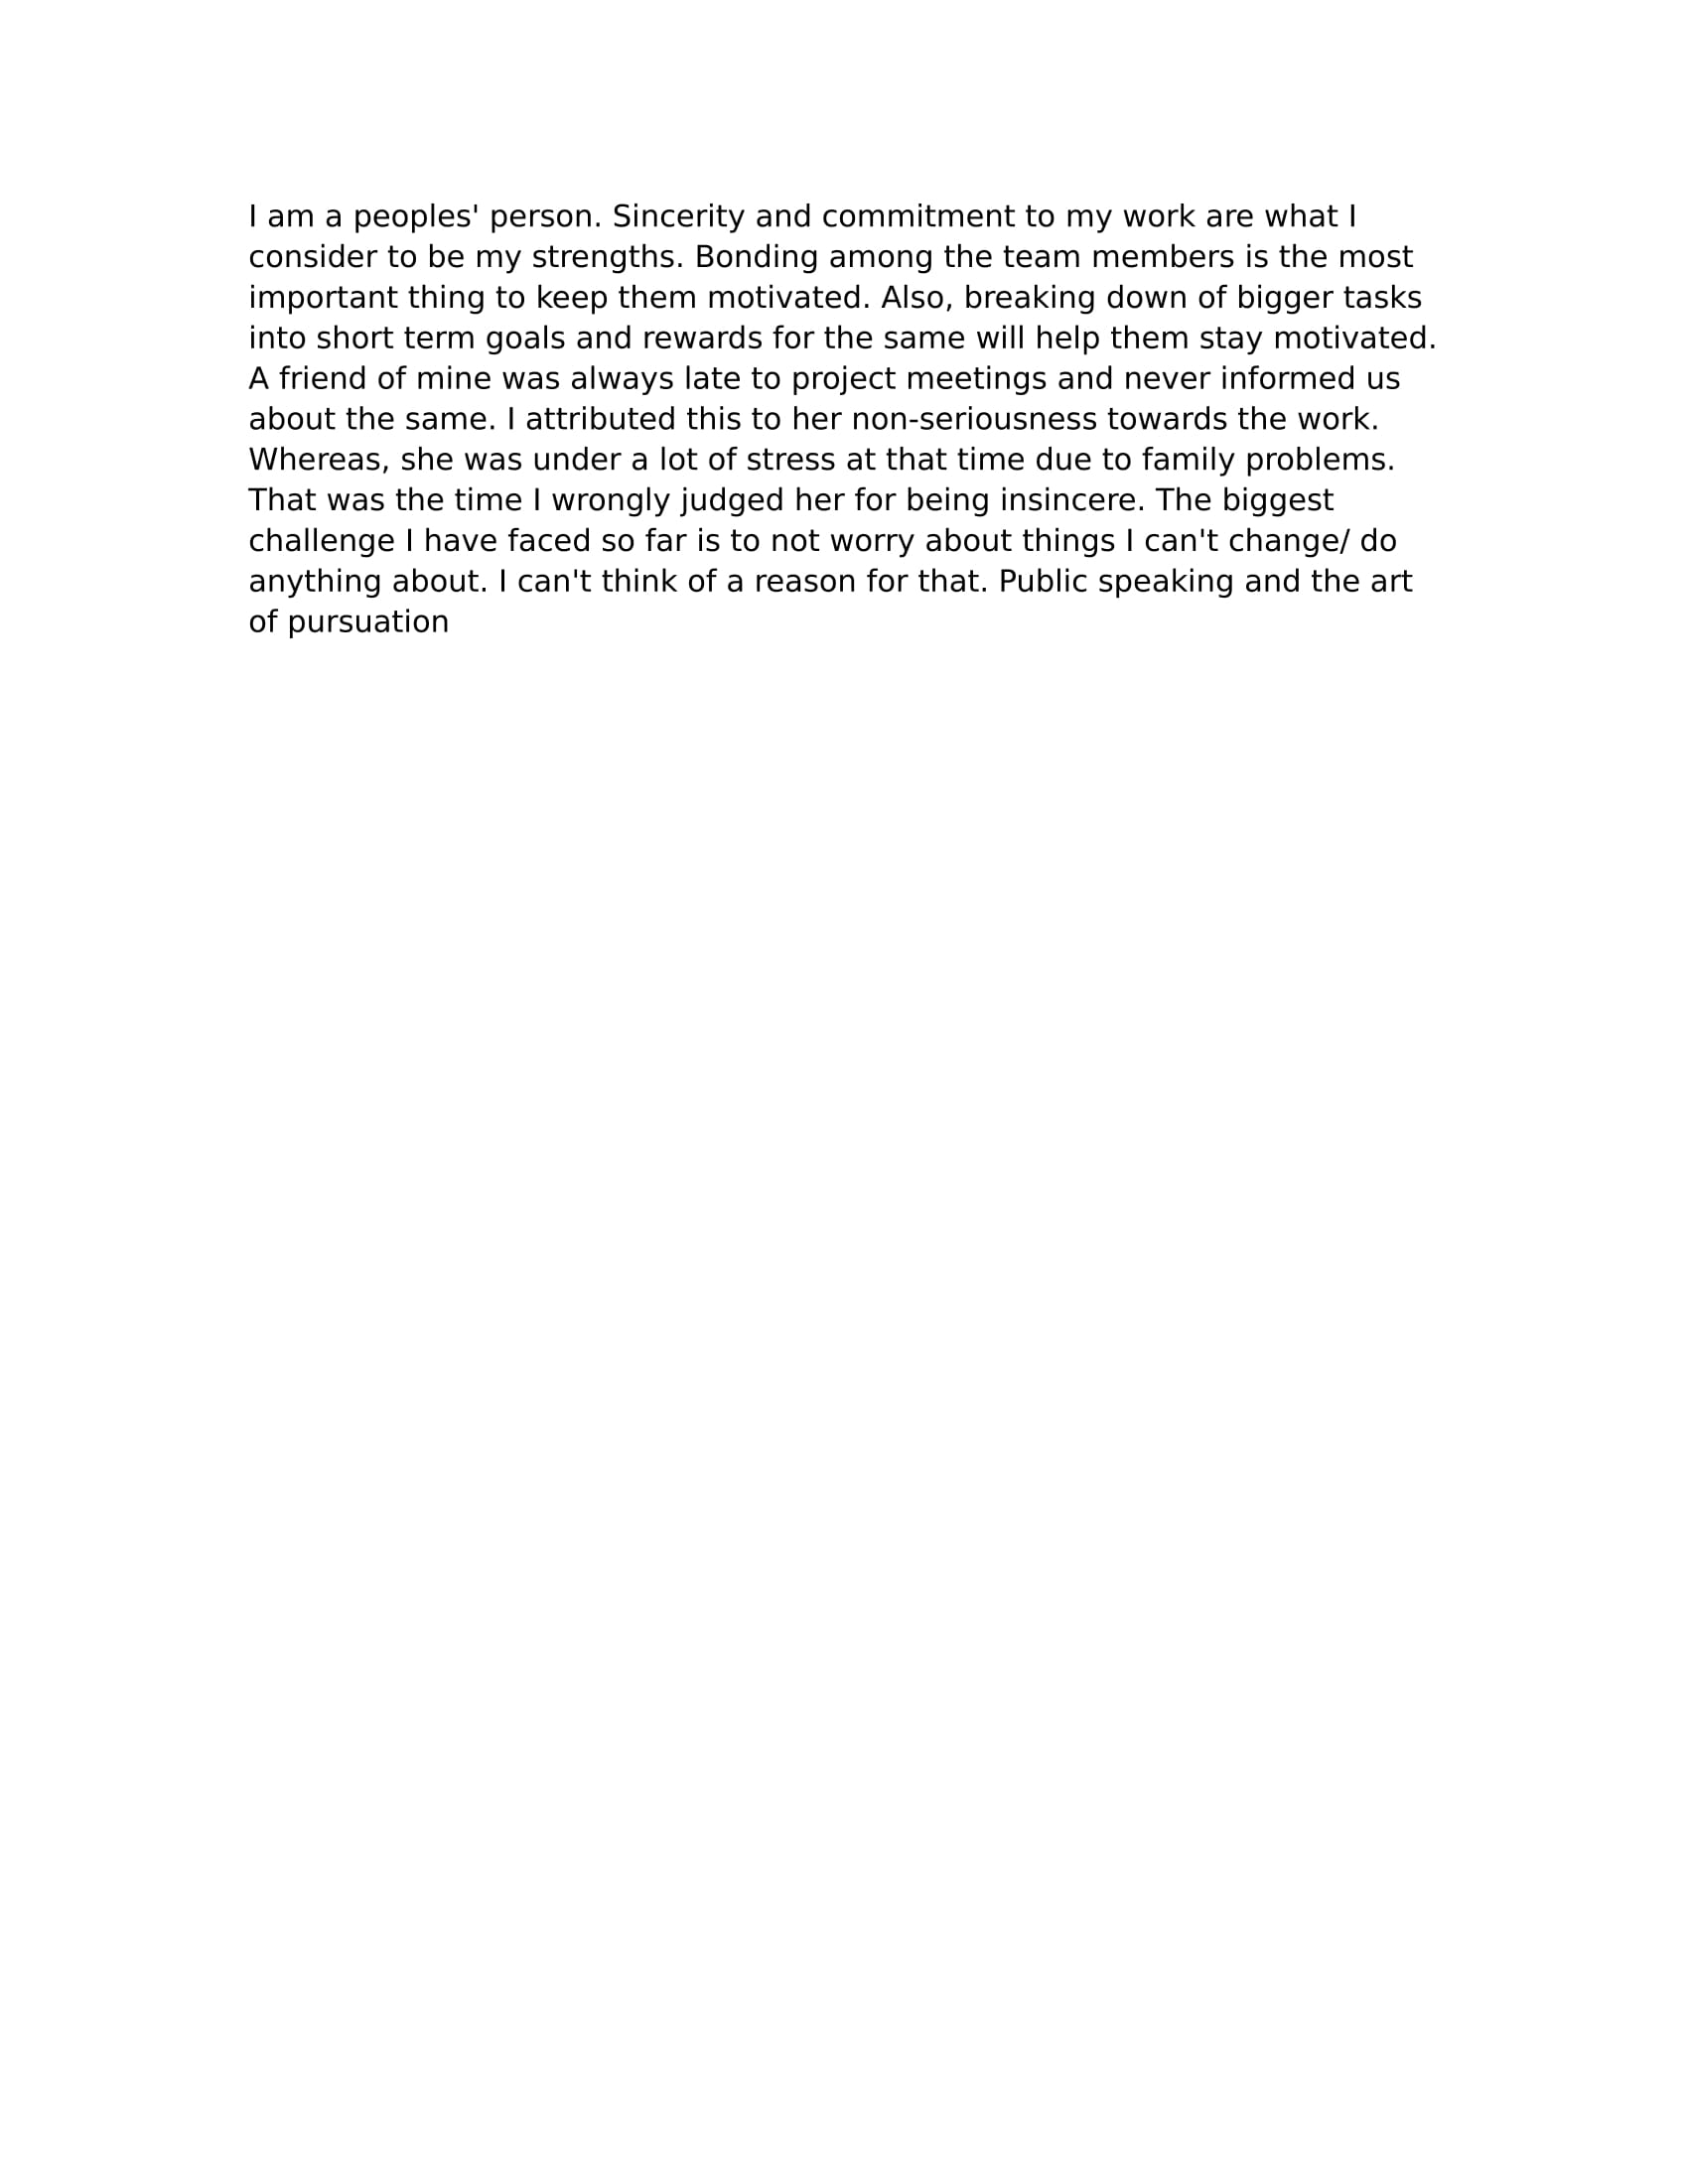 I am a peoples' person. Sincerity and commitment to my work are what I
consider to be my strengths. Bonding among the team members is the most
important thing to keep them motivated. Also, breaking down of bigger tasks
into short term goals and rewards for the same will help them stay motivated.
A friend of mine was always late to project meetings and never informed us
about the same. I attributed this to her non-seriousness towards the work.
Whereas, she was under a lot of stress at that time due to family problems.
That was the time I wrongly judged her for being insincere. The biggest
challenge I have faced so far is to not worry about things I can't change/ do
anything about. I can't think of a reason for that. Public speaking and the art
of pursuation